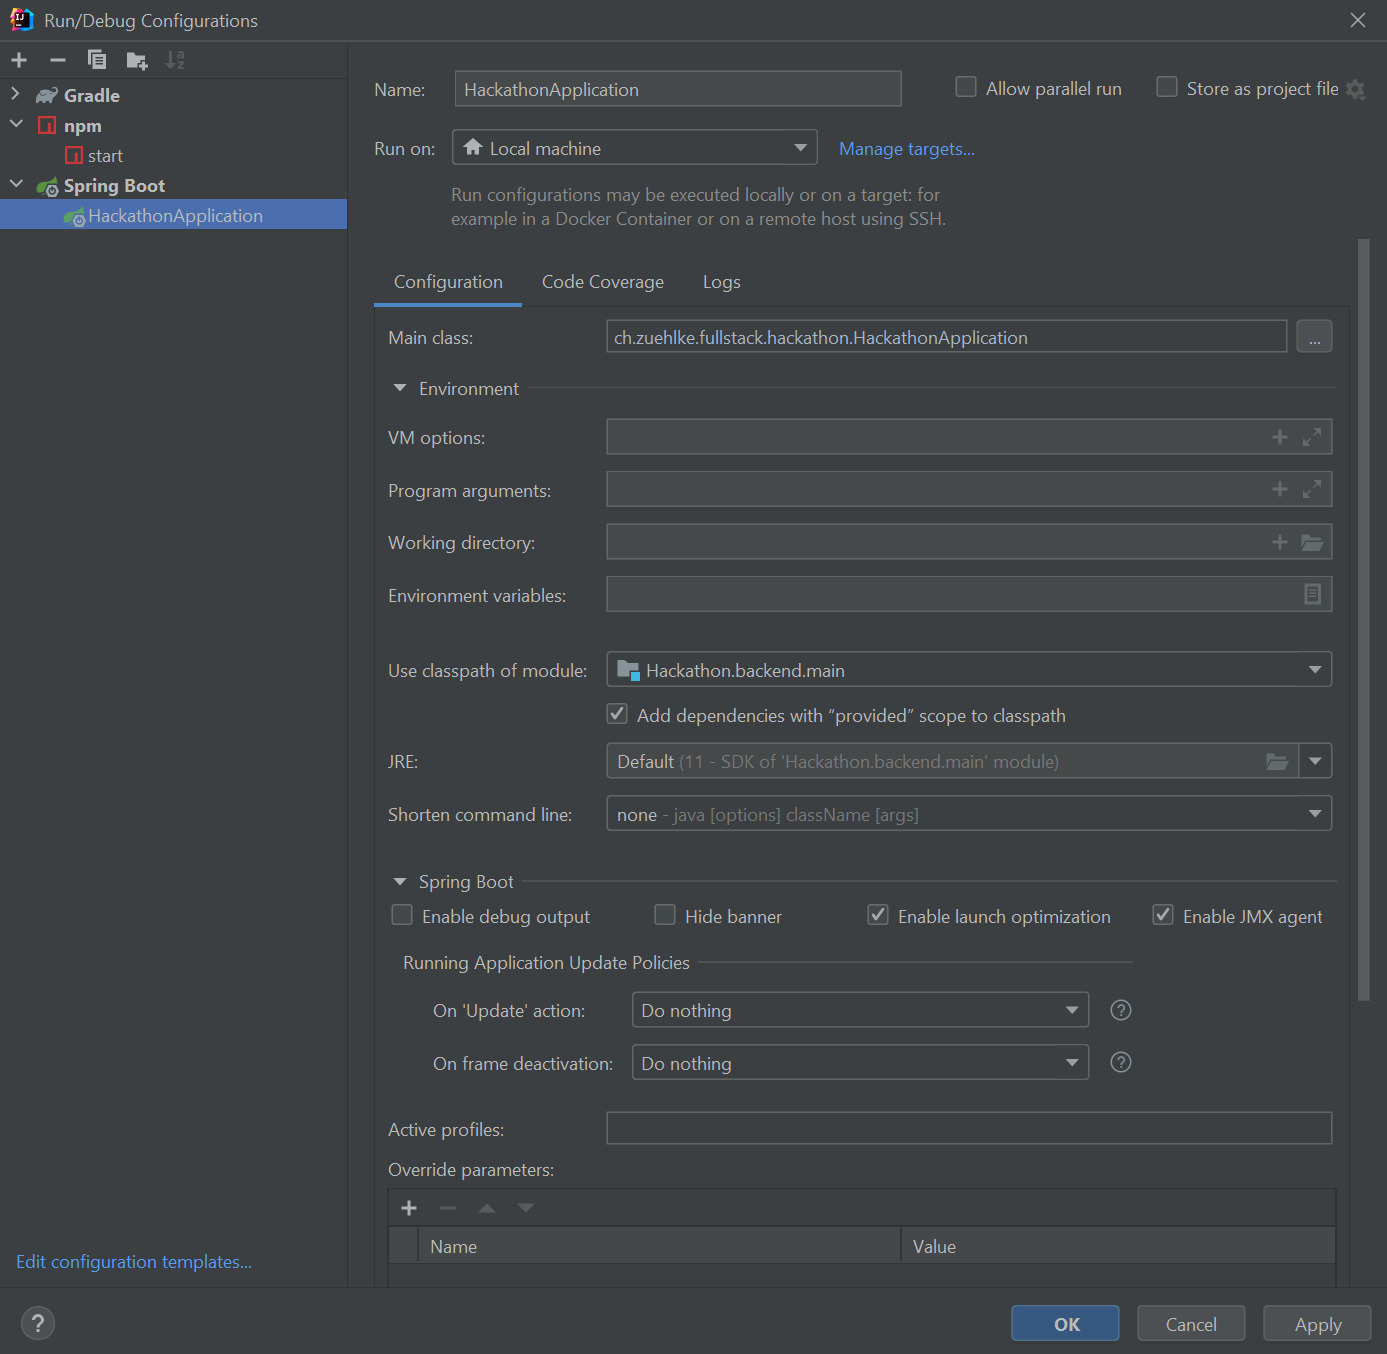 Run/Debug Configurations
Gradle
npm
start
Spring Boot
HackathonApplication
Edit configuration templates...
Name: HackathonApplication Allow parallel run Store as project file
Run on: Local machine Manage targets...
Run configurations may be executed locally or on a target: for
example in a Docker Container or on a remote host using SSH.
Configuration Code Coverage Logs
Main class: ch.zuehlke.fullstack.hackathon.HackathonApplication ...
Environment
VM options:
Program arguments:
Working directory:
Environment variables:
Use classpath of module: Hackathon.backend.main
Add dependencies with “provided” scope to classpath
JRE: Default (11 - SDK of 'Hackathon.backend.main' module)
Shorten command line: none - java [options] className [args]
Spring Boot
Enable debug output Hide banner Enable launch optimization Enable JMX agent
Running Application Update Policies
On 'Update' action: Do nothing ?
On frame deactivation: Do nothing ?
Active profiles:
Override parameters:
Name Value
? OK Cancel Apply